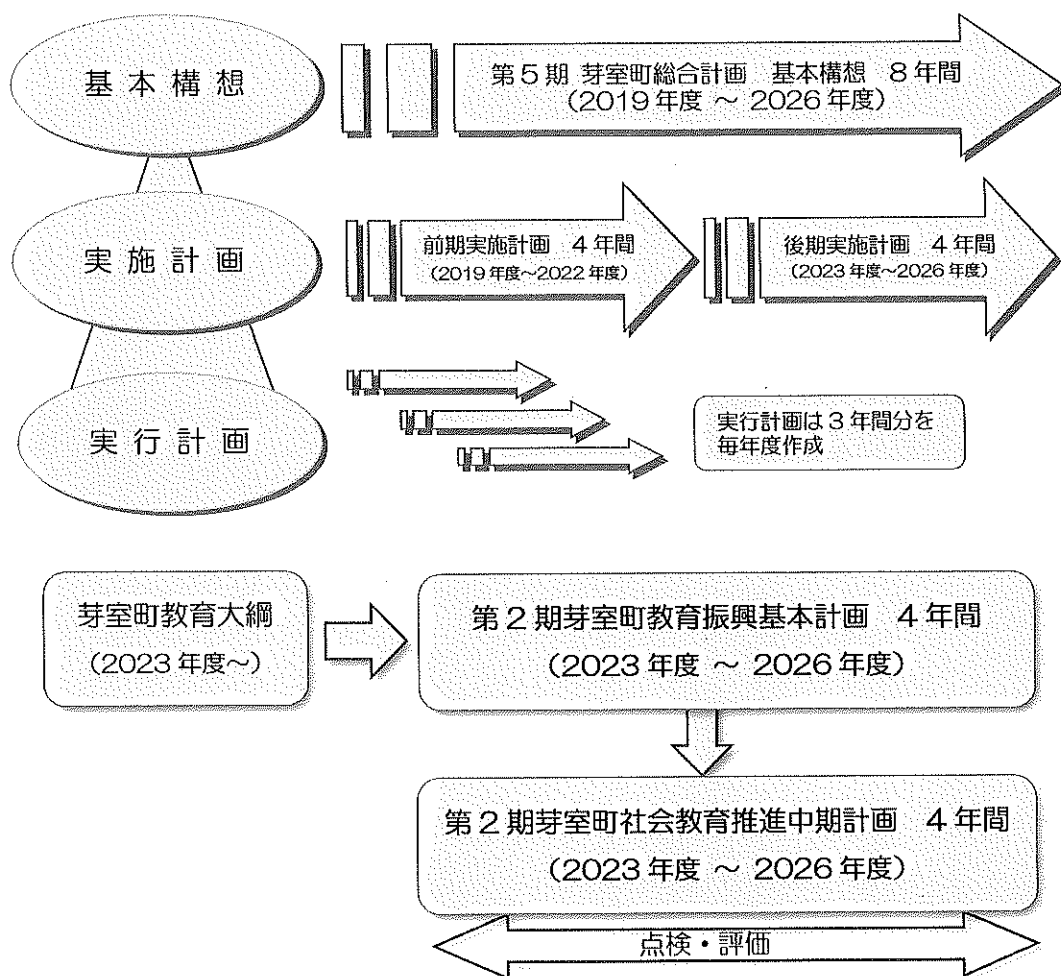 基本構想
第5期 芽室町総合計画 基本構想 8年間
(2019年度 ～ 2026年度)
実施計画
前期実施計画 4年間
(2019年度～2022年度)
後期実施計画 4年間
(2023年度～2026年度)
実行計画
実行計画は3年間分を
毎年度作成
芽室町教育大綱
(2023年度～)
第2期芽室町教育振興基本計画 4年間
(2023年度 ～ 2026年度)
第2期芽室町社会教育推進中期計画 4年間
(2023年度 ～ 2026年度)
点検・評価